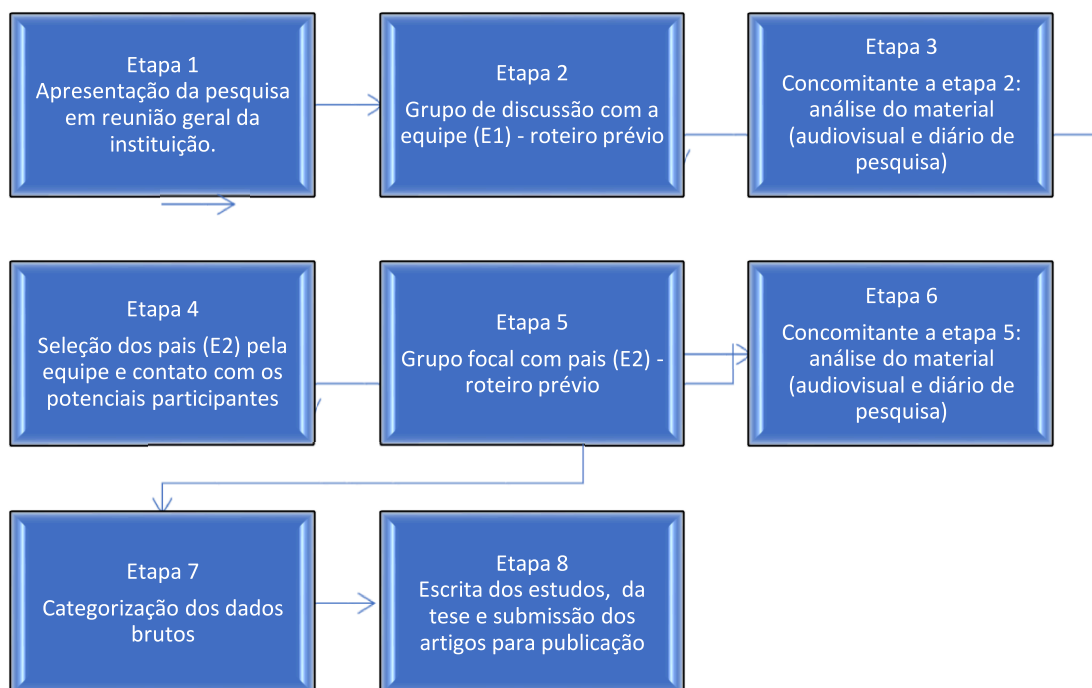 Etapa 1
Apresentação da pesquisa
em reunião geral da
instituição.
Etapa 2
Grupo de discussão com a
equipe (E1) - roteiro prévio
Etapa 3
Concomitante a etapa 2:
análise do material
(audiovisual e diário de
pesquisa)
Etapa 4
Seleção dos pais (E2) pela
equipe e contato com os
potenciais participantes
Etapa 5
Grupo focal com pais (E2) -
roteiro prévio
Etapa 6
Concomitante a etapa 5:
análise do material
(audiovisual e diário de
pesquisa)
Etapa 7
Categorização dos dados
brutos
Etapa 8
Escrita dos estudos, da
tese e submissão dos
artigos para publicação